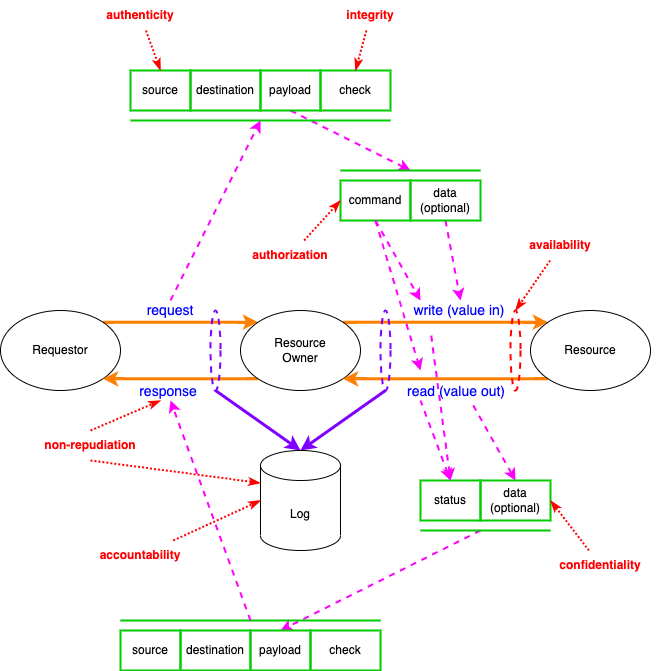 authenticity
integrity
source
destination
payload
check
command
data
(optional)
authorization
availability
request
write (value in)
Requestor
Resource
Owner
Resource
response
read (value out)
non-repudiation
Log
status
data
(optional)
accountability
confidentiality
source
destination
payload
check